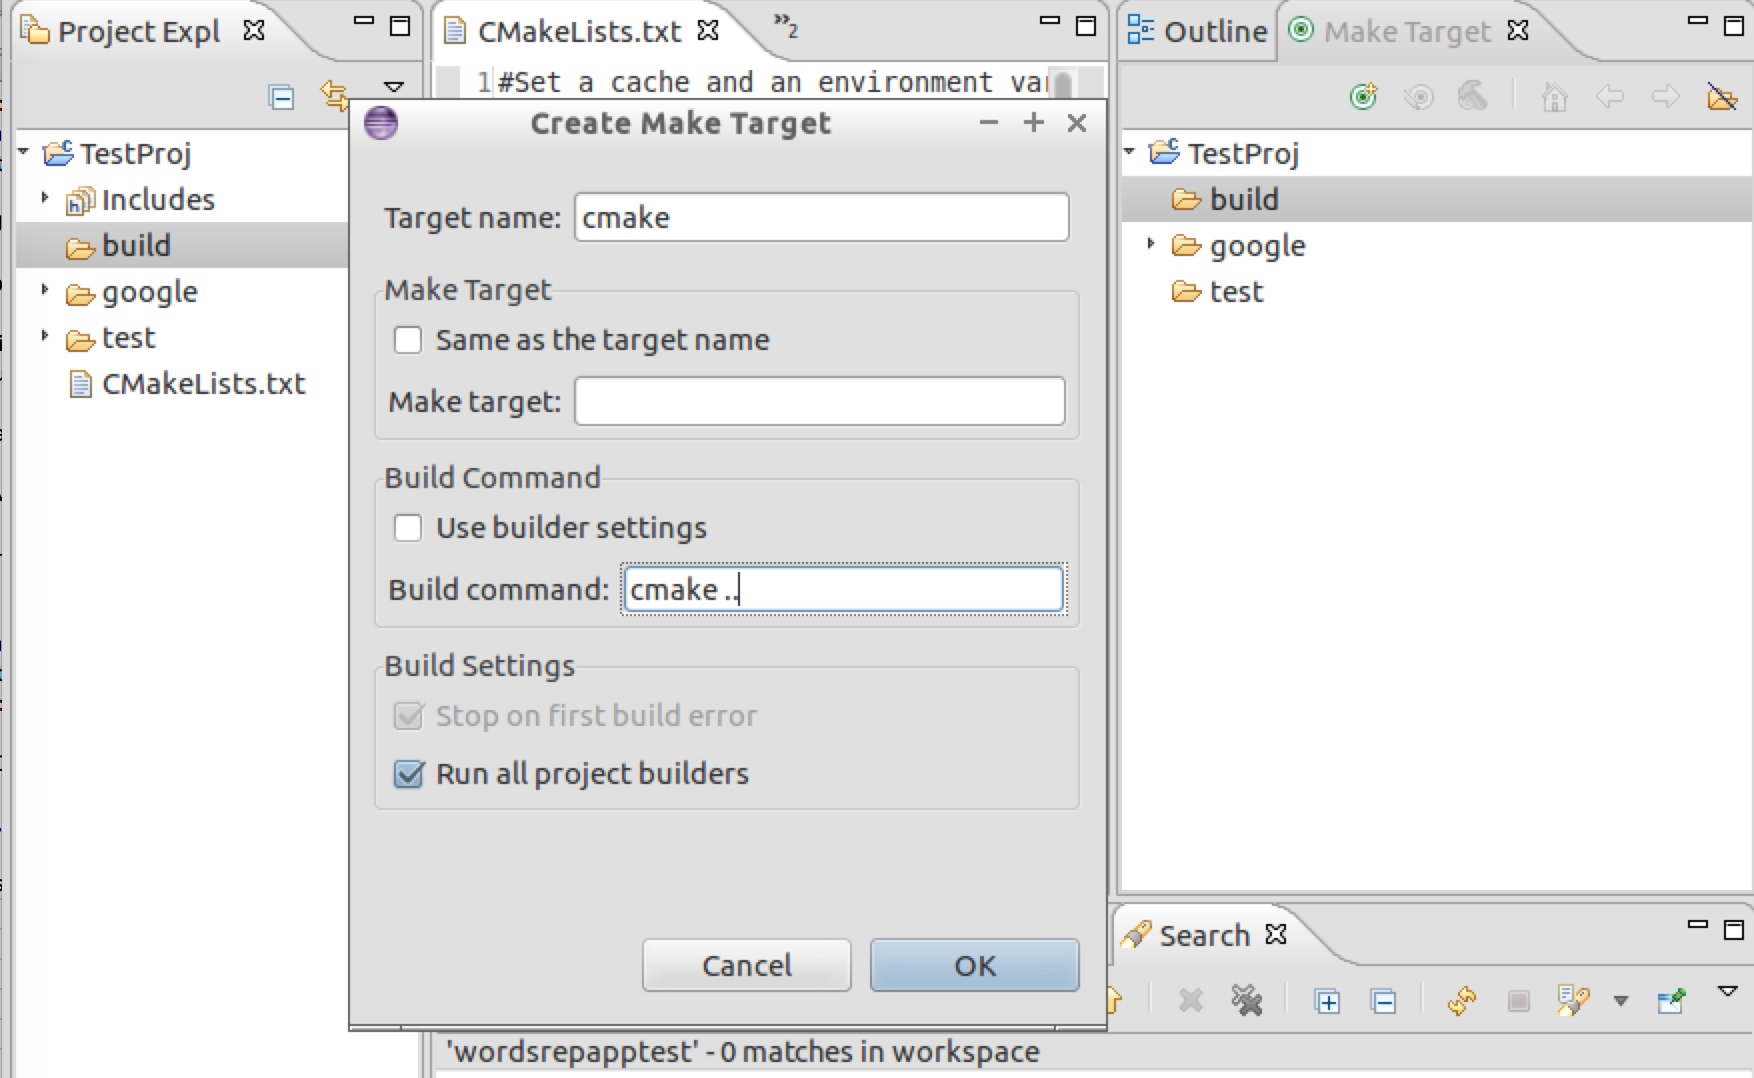 Project Expl
CMakeLists.txt
»2
Outline
Make Target
1 #Set a cache and an environment va
TestProj
Includes
build
google
test
CMakeLists.txt
Create Make Target
Target name: cmake
Make Target
Same as the target name
Make target:
Build Command
Use builder settings
Build command: cmake ..
Build Settings
Stop on first build error
Run all project builders
Cancel
OK
TestProj
build
google
test
Search
'wordsrepapptest' - 0 matches in workspace